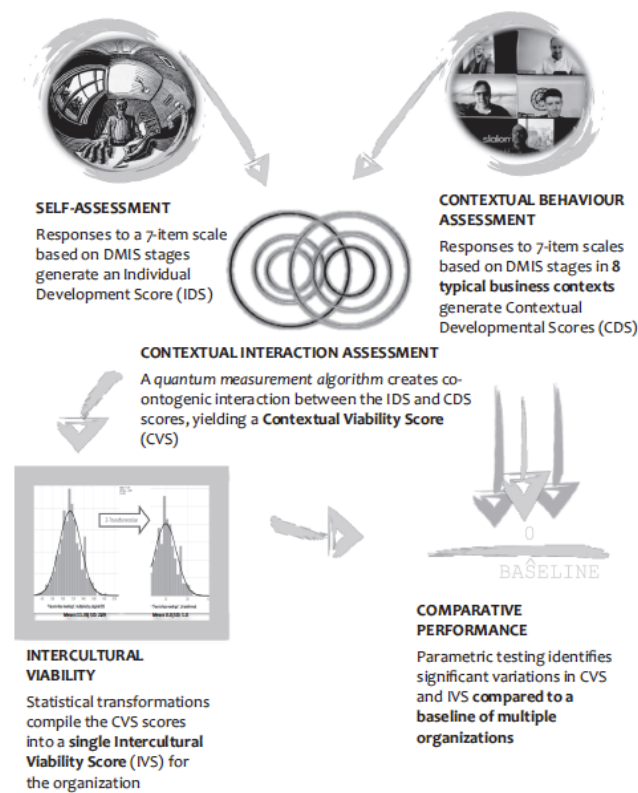 slalom
SELF-ASSESSMENT
Responses to a 7-item scale
based on DMIS stages
generate an Individual
Development Score (IDS)
CONTEXTUAL BEHAVIOUR
ASSESSMENT
Responses to 7-item scales
based on DMIS stages in 8
typical business contexts
generate Contextual
Developmental Scores (CDS)
CONTEXTUAL INTERACTION ASSESSMENT
A quantum measurement algorithm creates co-
ontogenic interaction between the IDS and CDS
scores, yielding a Contextual Viability Score
(CVS)
0
BASELINE
INTERCULTURAL
VIABILITY
Statistical transformations
compile the CVS scores
into a single Intercultural
Viability Score (IVS) for
the organization
COMPARATIVE
PERFORMANCE
Parametric testing identifies
significant variations in CVS
and IVS compared to a
baseline of multiple
organizations